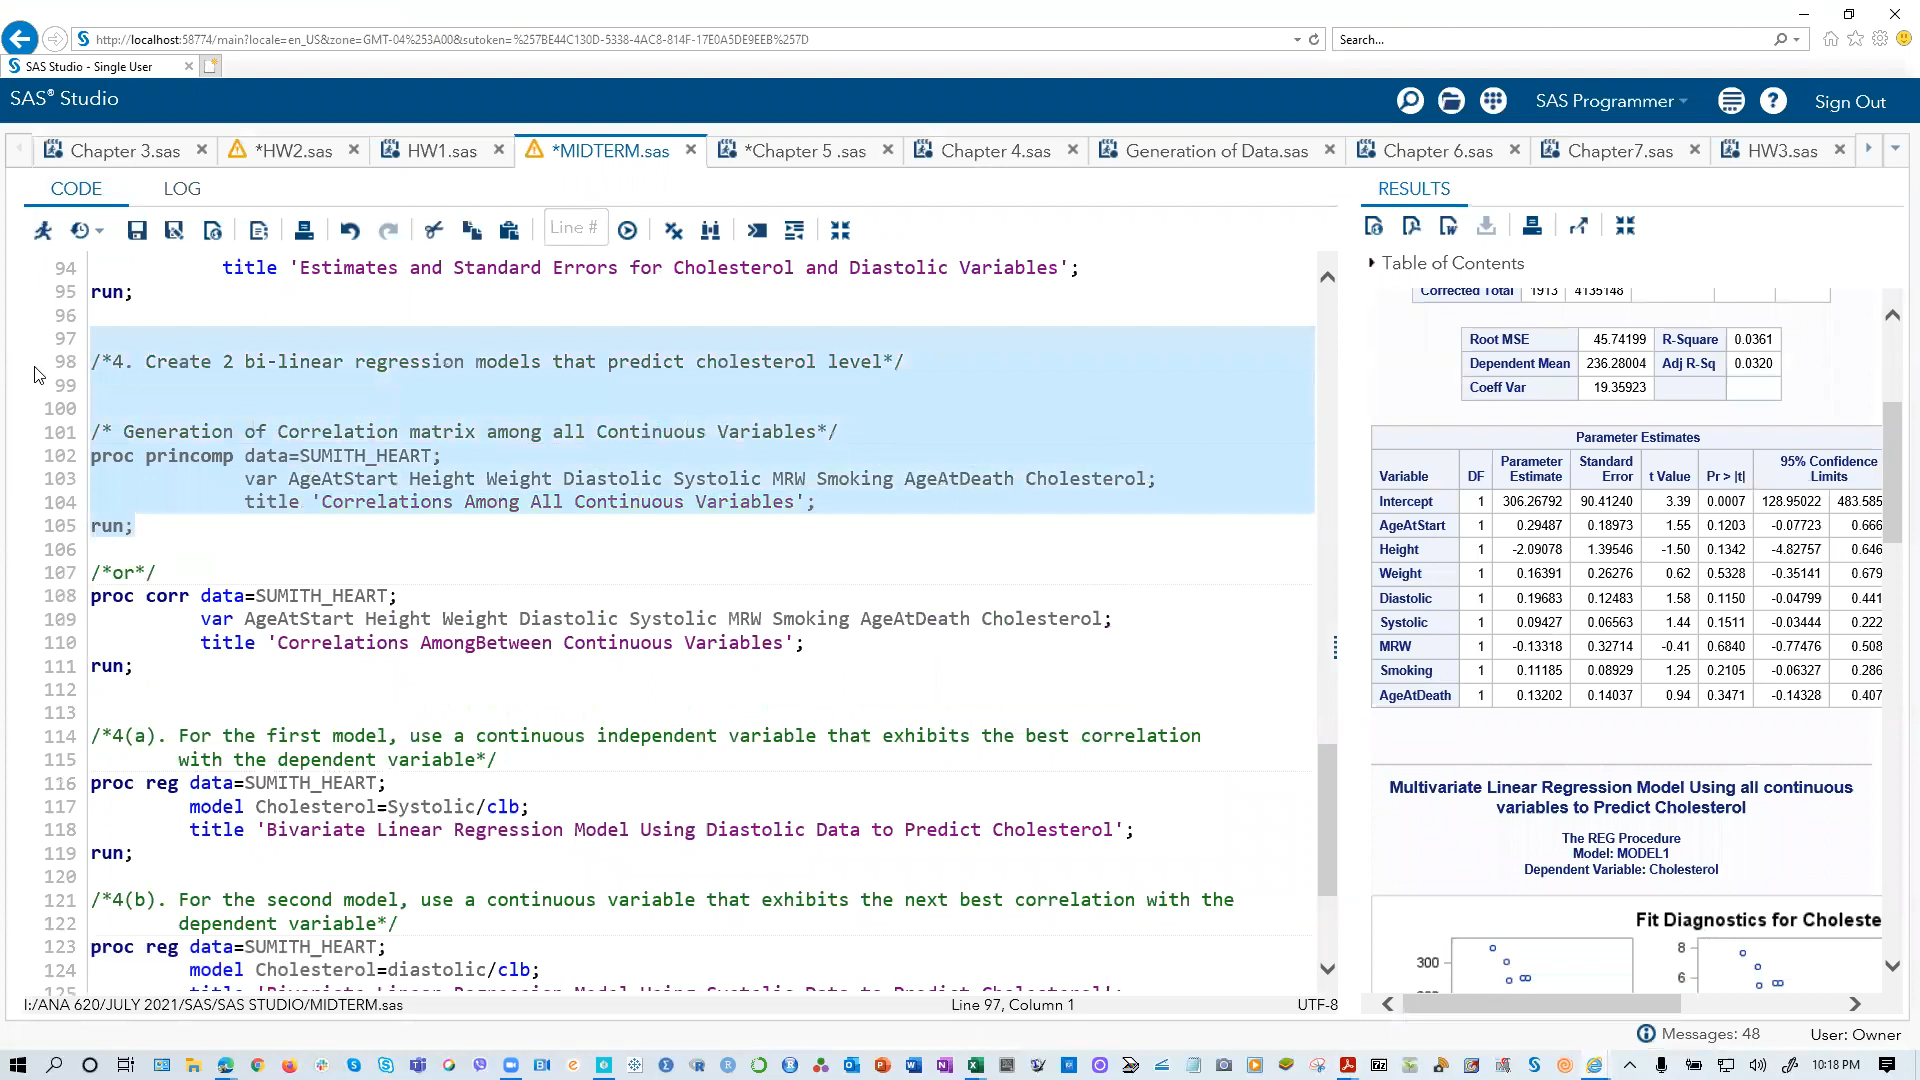 http://localhost:58774/main?locale=en_US&zone=GMT-04%253A00&sutoken=%257BE44C130D-5338-4AC8-814F-17E0A5DE9EEB%257D
Search...
SAS Studio - Single User
SAS® Studio
SAS Programmer
Sign Out
Chapter 3.sas
*HW2.sas
HW1.sas
*MIDTERM.sas
*Chapter 5 .sas
Chapter 4.sas
Generation of Data.sas
Chapter 6.sas
Chapter7.sas
HW3.sas
CODE
LOG
RESULTS
Line #
Table of Contents
94 title 'Estimates and Standard Errors for Cholesterol and Diastolic Variables';
95 run;
96
97
98 /*4. Create 2 bi-linear regression models that predict cholesterol level*/
99
100
101 /* Generation of Correlation matrix among all Continuous Variables*/
102 proc princomp data=SUMITH_HEART;
103 var AgeAtStart Height Weight Diastolic Systolic MRW Smoking AgeAtDeath Cholesterol;
104 title 'Correlations Among All Continuous Variables';
105 run;
106
107 /*or*/
108 proc corr data=SUMITH_HEART;
109 var AgeAtStart Height Weight Diastolic Systolic MRW Smoking AgeAtDeath Cholesterol;
110 title 'Correlations AmongBetween Continuous Variables';
111 run;
112
113
114 /*4(a). For the first model, use a continuous independent variable that exhibits the best correlation
115 with the dependent variable*/
116 proc reg data=SUMITH_HEART;
117 model Cholesterol=Systolic/clb;
118 title 'Bivariate Linear Regression Model Using Diastolic Data to Predict Cholesterol';
119 run;
120
121 /*4(b). For the second model, use a continuous variable that exhibits the next best correlation with the
122 dependent variable*/
123 proc reg data=SUMITH_HEART;
124 model Cholesterol=diastolic/clb;
125 title 'Bivariate Linear Regression Model Using Systolic Data to Predict Cholesterol';
I:/ANA 620/JULY 2021/SAS/SAS STUDIO/MIDTERM.sas
Line 97, Column 1
UTF-8
Corrected Total 1913 4135148
Root MSE 45.74199 R-Square 0.0361
Dependent Mean 236.28004 Adj R-Sq 0.0320
Coeff Var 19.35923
Parameter Estimates
Variable DF Parameter Estimate Standard Error t Value Pr > |t| 95% Confidence Limits
Intercept 1 306.26792 90.41240 3.39 0.0007 128.95022 483.585
AgeAtStart 1 0.29487 0.18973 1.55 0.1203 -0.07723 0.666
Height 1 -2.09078 1.39546 -1.50 0.1342 -4.82757 0.646
Weight 1 0.16391 0.26276 0.62 0.5328 -0.35141 0.679
Diastolic 1 0.19683 0.12483 1.58 0.1150 -0.04799 0.441
Systolic 1 0.09427 0.06563 1.44 0.1511 -0.03444 0.222
MRW 1 -0.13318 0.32714 -0.41 0.6840 -0.77476 0.508
Smoking 1 0.11185 0.08929 1.25 0.2105 -0.06327 0.286
AgeAtDeath 1 0.13202 0.14037 0.94 0.3471 -0.14328 0.407
Multivariate Linear Regression Model Using all continuous
variables to Predict Cholesterol
The REG Procedure
Model: MODEL1
Dependent Variable: Cholesterol
Fit Diagnostics for Choleste
300
8
6
Messages: 48
User: Owner
10:18 PM